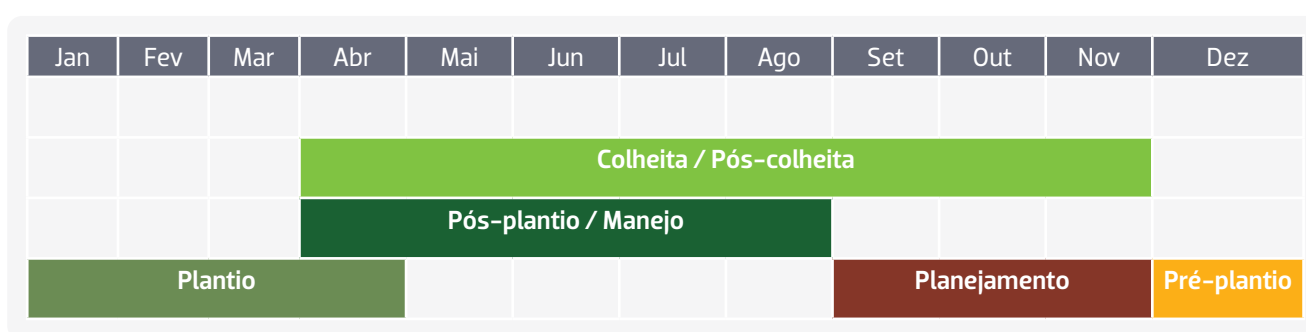 Jan Fev Mar Abr Mai Jun Jul Ago Set Out Nov Dez
Colheita / Pós-colheita
Pós-plantio / Manejo
Plantio Planejamento Pré-plantio